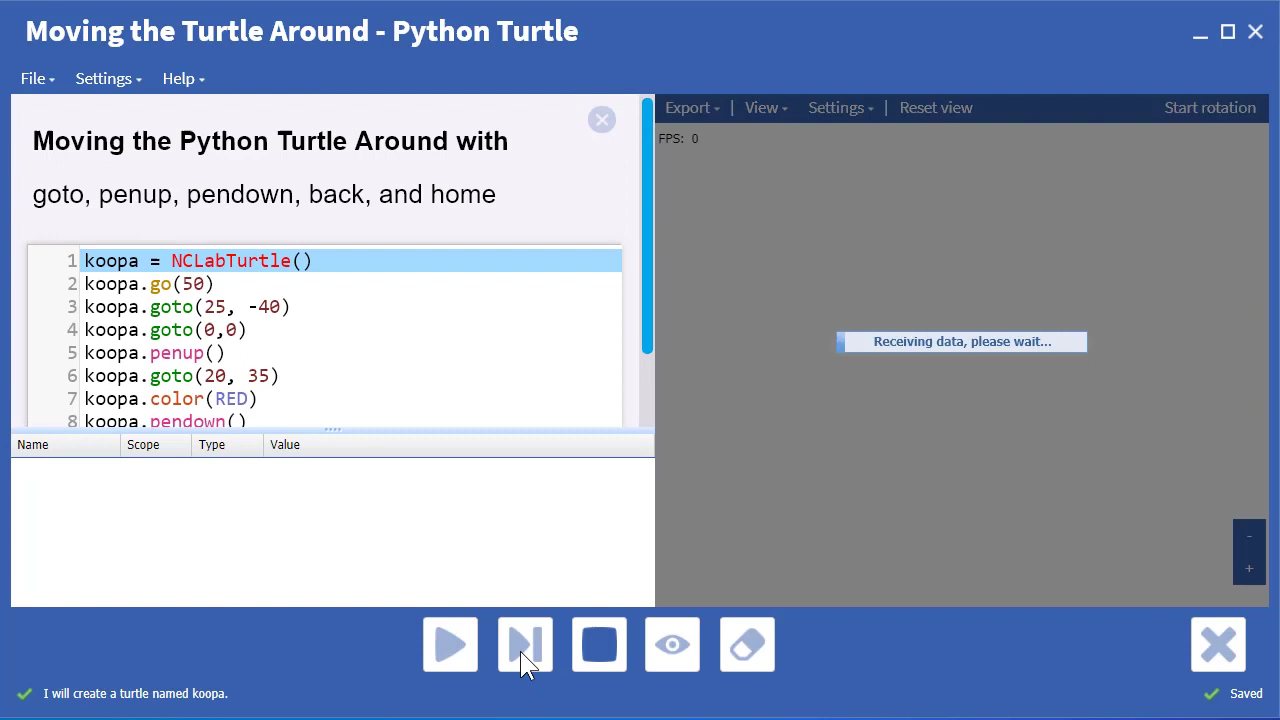 Moving the Turtle Around - Python Turtle
File Settings Help
Moving the Python Turtle Around with
goto, penup, pendown, back, and home
1 koopa = NCLabTurtle()
2 koopa.go(50)
3 koopa.goto(25, -40)
4 koopa.goto(0,0)
5 koopa.penup()
6 koopa.goto(20, 35)
7 koopa.color(RED)
8 koopa.pendown()
Name Scope Type Value
Export | View Settings | Reset view Start rotation
FPS: 0
Receiving data, please wait...
-
+
I will create a turtle named koopa.
Saved